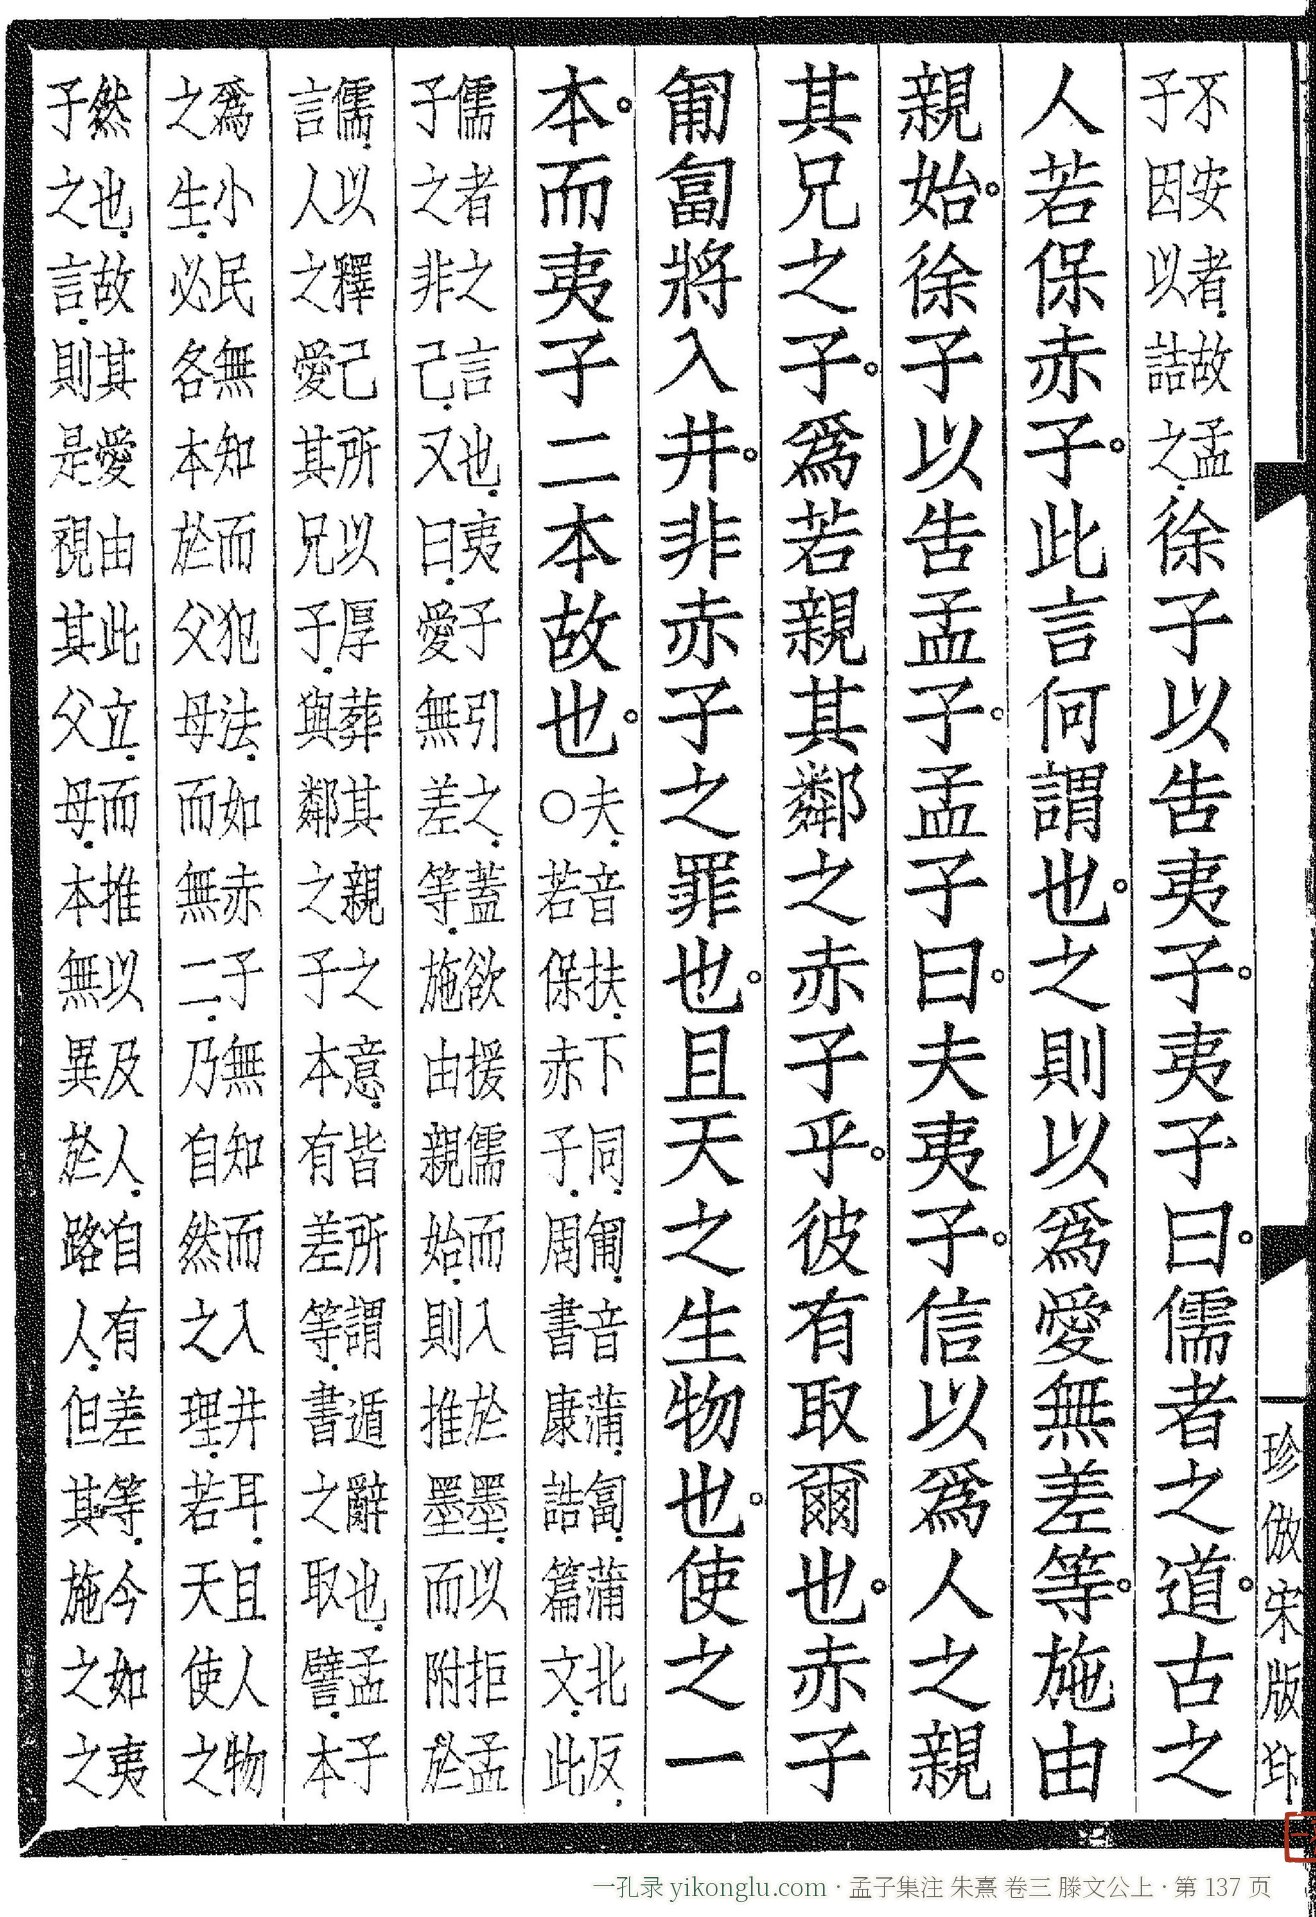 不安者、故孟
子因以詰之、
徐子以告夷子。夷子曰。儒者之道。古之
人若保赤子。此言何謂也。之則以爲愛無差等。施由
親始。徐子以告孟子。孟子曰。夫夷子。信以爲人之親
其兄之子。爲若親其鄰之赤子乎。彼有取爾也。赤子
匍匐將入井。非赤子之罪也。且天之生物也。使之一
本。而夷子二本故也。
夫、音扶、下同、匍、音蒲、匐、蒲北反、
○若保赤子、周書康誥篇文、此
儒者之言也、夷子引之、蓋欲援儒而入於墨、以拒孟
子之非己、又曰、愛無差等、施由親始、則推墨而附於
儒、以釋己所以厚葬其親之意、皆所謂遁辭也、孟子
言人之愛其兄子、與鄰之子本有差等、書之取譬、本
爲小民無知而犯法、如赤子無知而入井耳、且人物
之生、必各本於父母而無二、乃自然之理、若天使之
然也、故其愛由此立、而推以及人、自有差等、今如夷
子之言、則是視其父母、本無異於路人、但其施之之
珍倣宋版印
一孔录 yikonglu.com · 孟子集注 朱熹 卷三 滕文公上 · 第 137 页